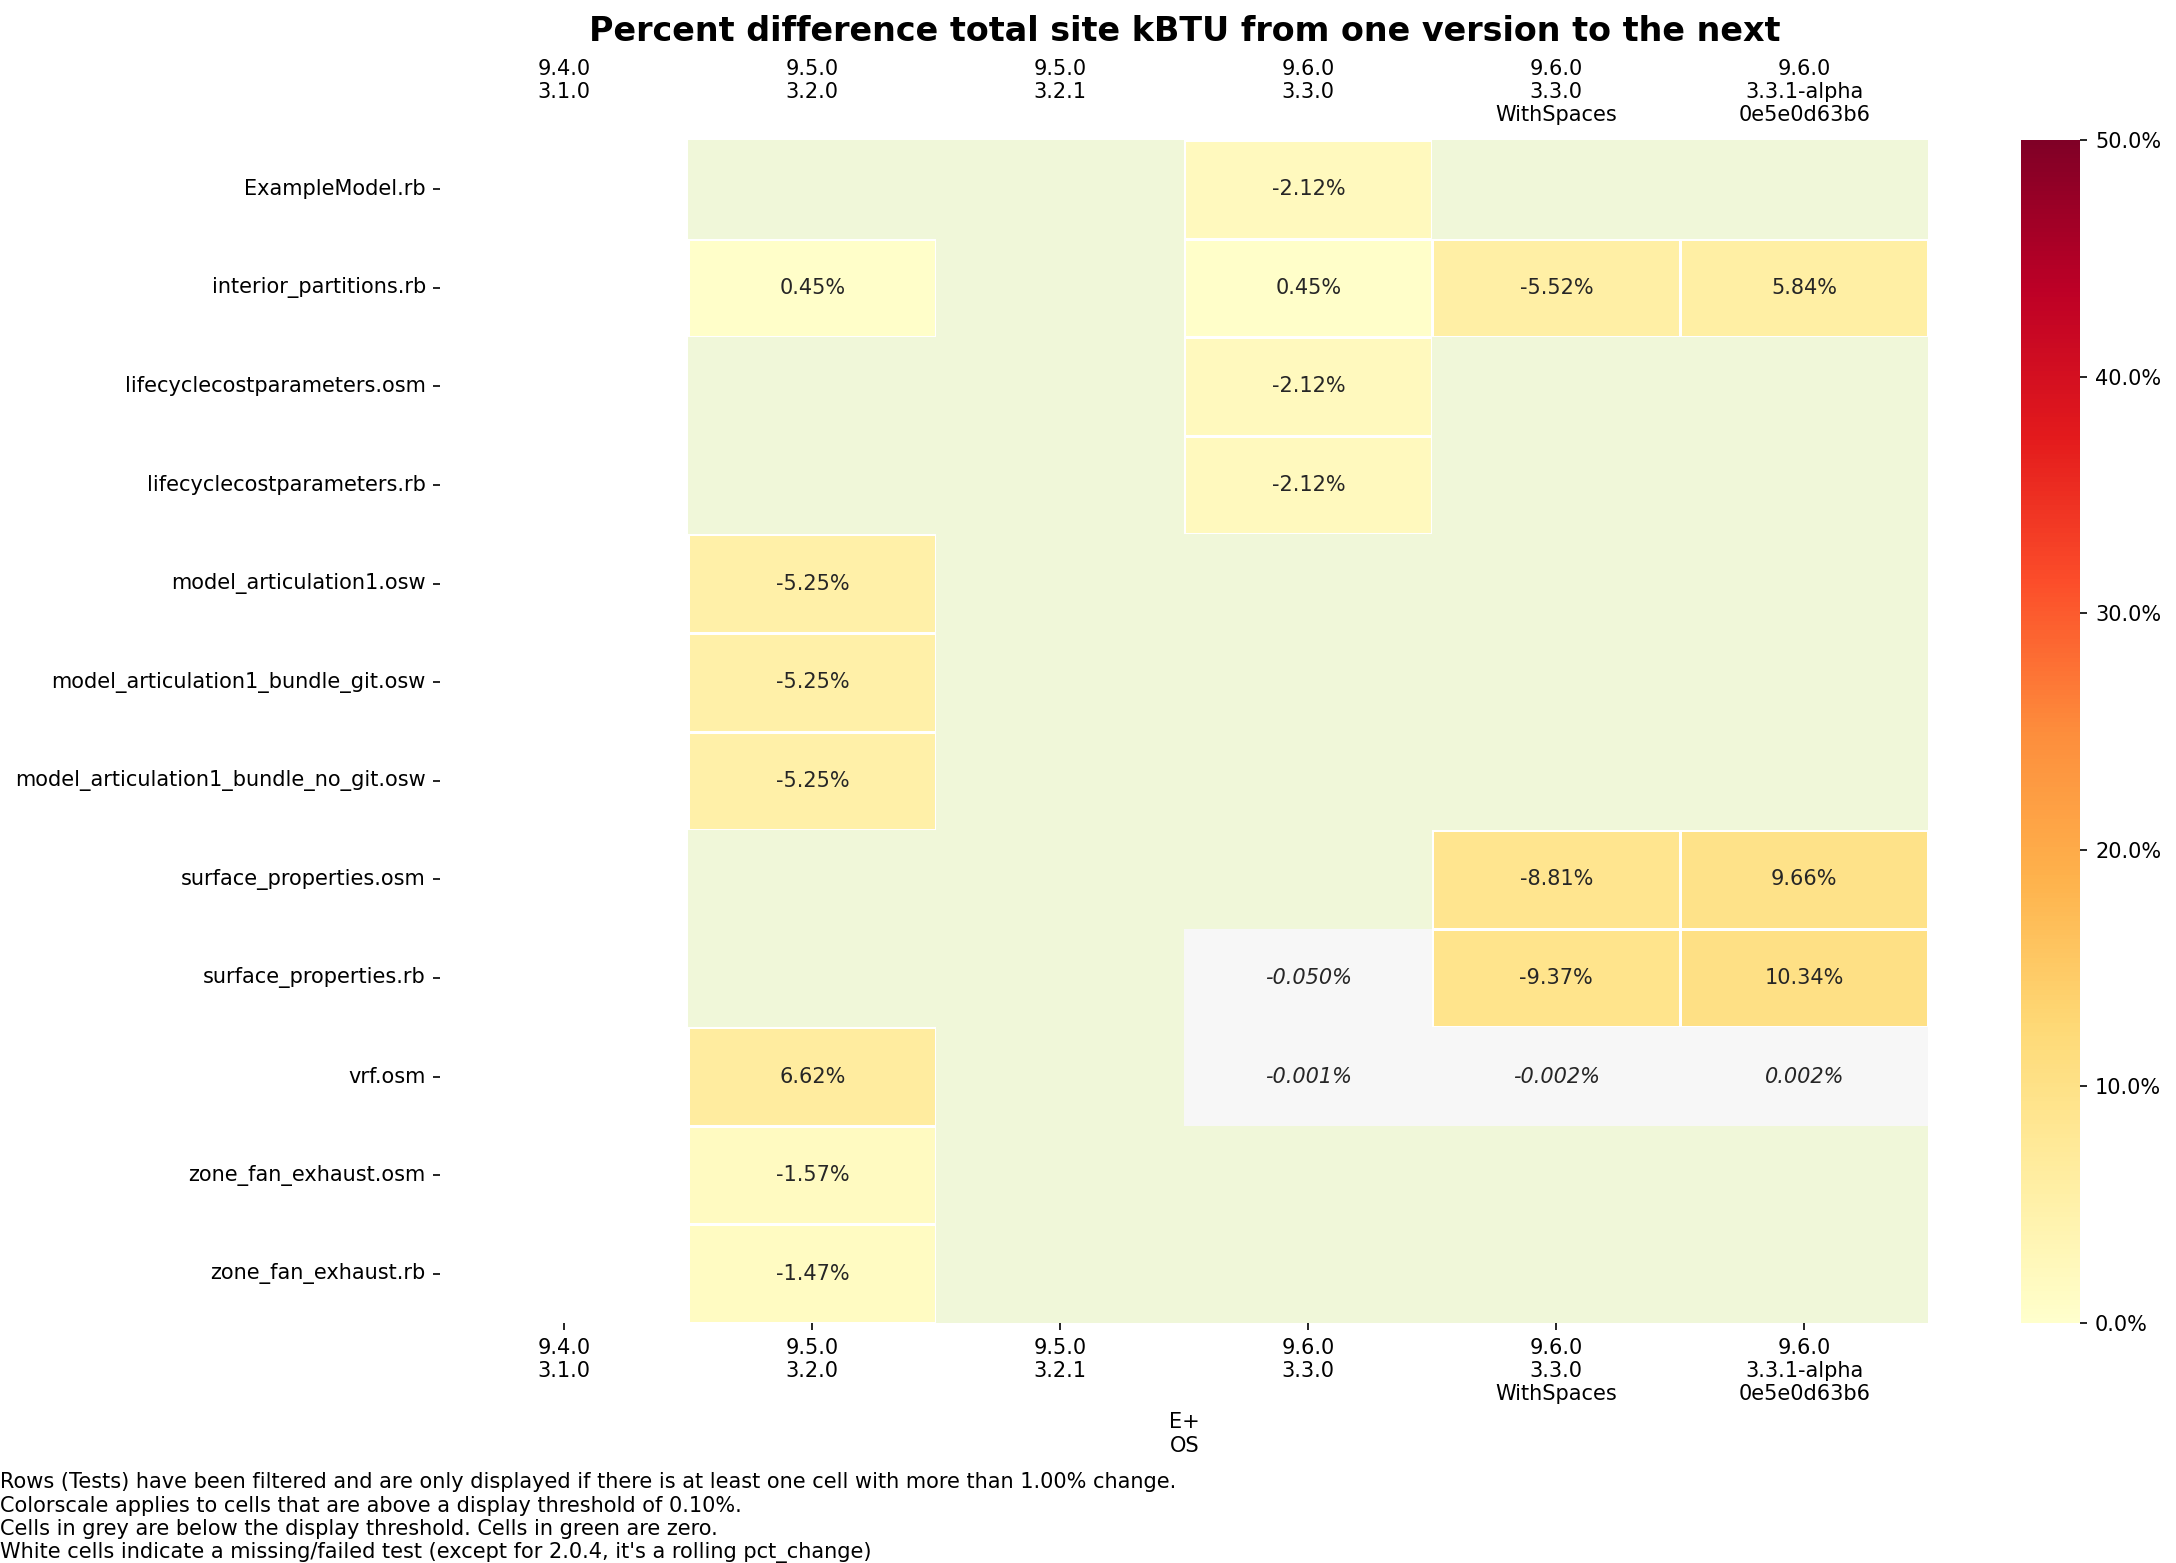 Percent difference total site kBTU from one version to the next
9.4.0 9.5.0 9.5.0 9.6.0 9.6.0 9.6.0
3.1.0 3.2.0 3.2.1 3.3.0 3.3.0 3.3.1-alpha
WithSpaces 0e5e0d63b6
50.0%
ExampleModel.rb -2.12%
interior_partitions.rb 0.45% 0.45% -5.52% 5.84%
40.0%
lifecyclecostparameters.osm -2.12%
lifecyclecostparameters.rb -2.12%
model_articulation1.osw -5.25%
30.0%
model_articulation1_bundle_git.osw -5.25%
model_articulation1_bundle_no_git.osw -5.25%
20.0%
surface_properties.osm -8.81% 9.66%
surface_properties.rb -0.050% -9.37% 10.34%
vrf.osm 6.62% -0.001% -0.002% 0.002%
10.0%
zone_fan_exhaust.osm -1.57%
zone_fan_exhaust.rb -1.47%
0.0%
9.4.0 9.5.0 9.5.0 9.6.0 9.6.0 9.6.0
3.1.0 3.2.0 3.2.1 3.3.0 3.3.0 3.3.1-alpha
WithSpaces 0e5e0d63b6
E+
OS
Rows (Tests) have been filtered and are only displayed if there is at least one cell with more than 1.00% change.
Colorscale applies to cells that are above a display threshold of 0.10%.
Cells in grey are below the display threshold. Cells in green are zero.
White cells indicate a missing/failed test (except for 2.0.4, it's a rolling pct_change)